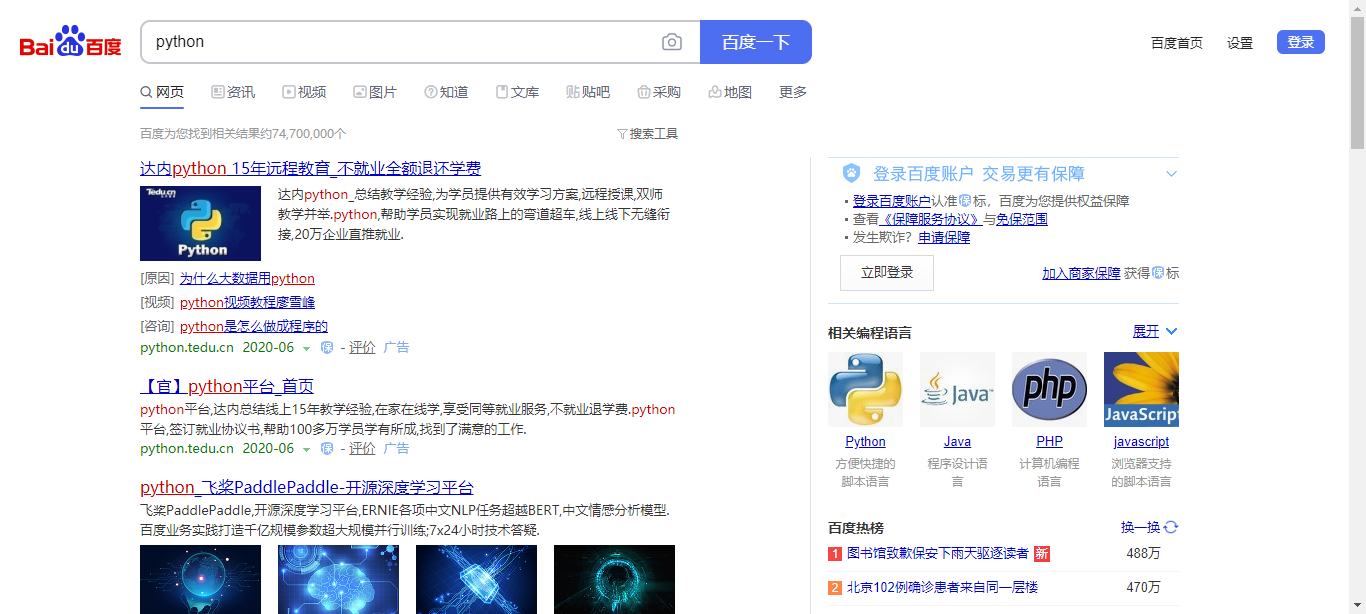 Bai du 百度
python
百度一下
百度首页 设置 登录
网页 资讯 视频 图片 知道 文库 贴吧 采购 地图 更多
百度为您找到相关结果约74,700,000个
搜索工具
达内python 15年远程教育_不就业全额退还学费
Tedu.cn
Python
达内python_总结教学经验,为学员提供有效学习方案,远程授课,双师
教学并举.python,帮助学员实现就业路上的弯道超车,线上线下无缝衔
接,20万企业直推就业.
[原因] 为什么大数据用python
[视频] python视频教程廖雪峰
[咨询] python是怎么做成程序的
python.tedu.cn 2020-06 保 - 评价 广告
【官】python平台_首页
python平台,达内总结线上15年教学经验,在家在线学,享受同等就业服务,不就业退学费.python
平台,签订就业协议书,帮助100多万学员学有所成,找到了满意的工作.
python.tedu.cn 2020-06 保 - 评价 广告
python_飞桨PaddlePaddle-开源深度学习平台
飞桨PaddlePaddle,开源深度学习平台,ERNIE各项中文NLP任务超越BERT,中文情感分析模型.
百度业务实践打造千亿规模参数超大规模并行训练;7x24小时技术答疑.
登录百度账户 交易更有保障
登录百度账户认准保标，百度为您提供权益保障
查看《保障服务协议》与免保范围
发生欺诈？申请保障
立即登录
加入商家保障 获得保标
相关编程语言
展开
Java
php
JavaScript
Python Java PHP javascript
方便快捷的 程序设计语 计算机编程 浏览器支持
脚本语言 言 语言 的脚本语言
百度热榜
换一换
1 图书馆致歉保安下雨天驱逐读者 新 488万
2 北京102例确诊患者来自同一层楼 470万